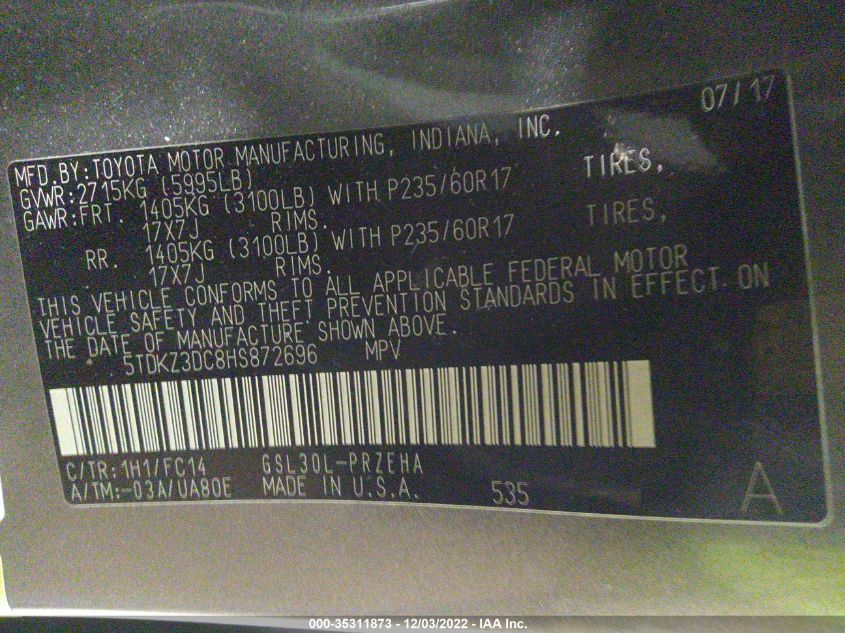 07/17
MFD.BY:TOYOTA MOTOR MANUFACTURING, INDIANA, INC.
GVWR:2715KG (5995LB)
GAWR:FRT. 1405KG (3100LB) WITH P235/60R17 TIRES,
17X7J RIMS.
RR. 1405KG (3100LB) WITH P235/60R17 TIRES,
17X7J RIMS.
THIS VEHICLE CONFORMS TO ALL APPLICABLE FEDERAL MOTOR
VEHICLE SAFETY AND THEFT PREVENTION STANDARDS IN EFFECT ON
THE DATE OF MANUFACTURE SHOWN ABOVE.
5TDKZ3DC8HS872696 MPV
C/TR:1H1/FC14 GSL30L-PRZEHA
A/TM:-03A/UA80E MADE IN U.S.A. 535
A
000-35311873 - 12/03/2022 - IAA Inc.